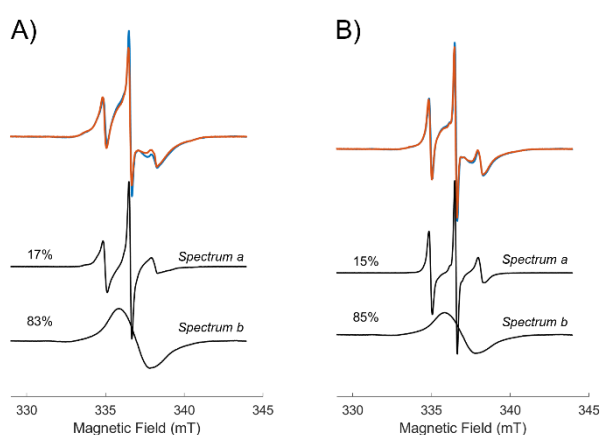 A)
17%
Spectrum a
83%
Spectrum b
330 335 340 345
Magnetic Field (mT)
B)
15%
Spectrum a
85%
Spectrum b
330 335 340 345
Magnetic Field (mT)